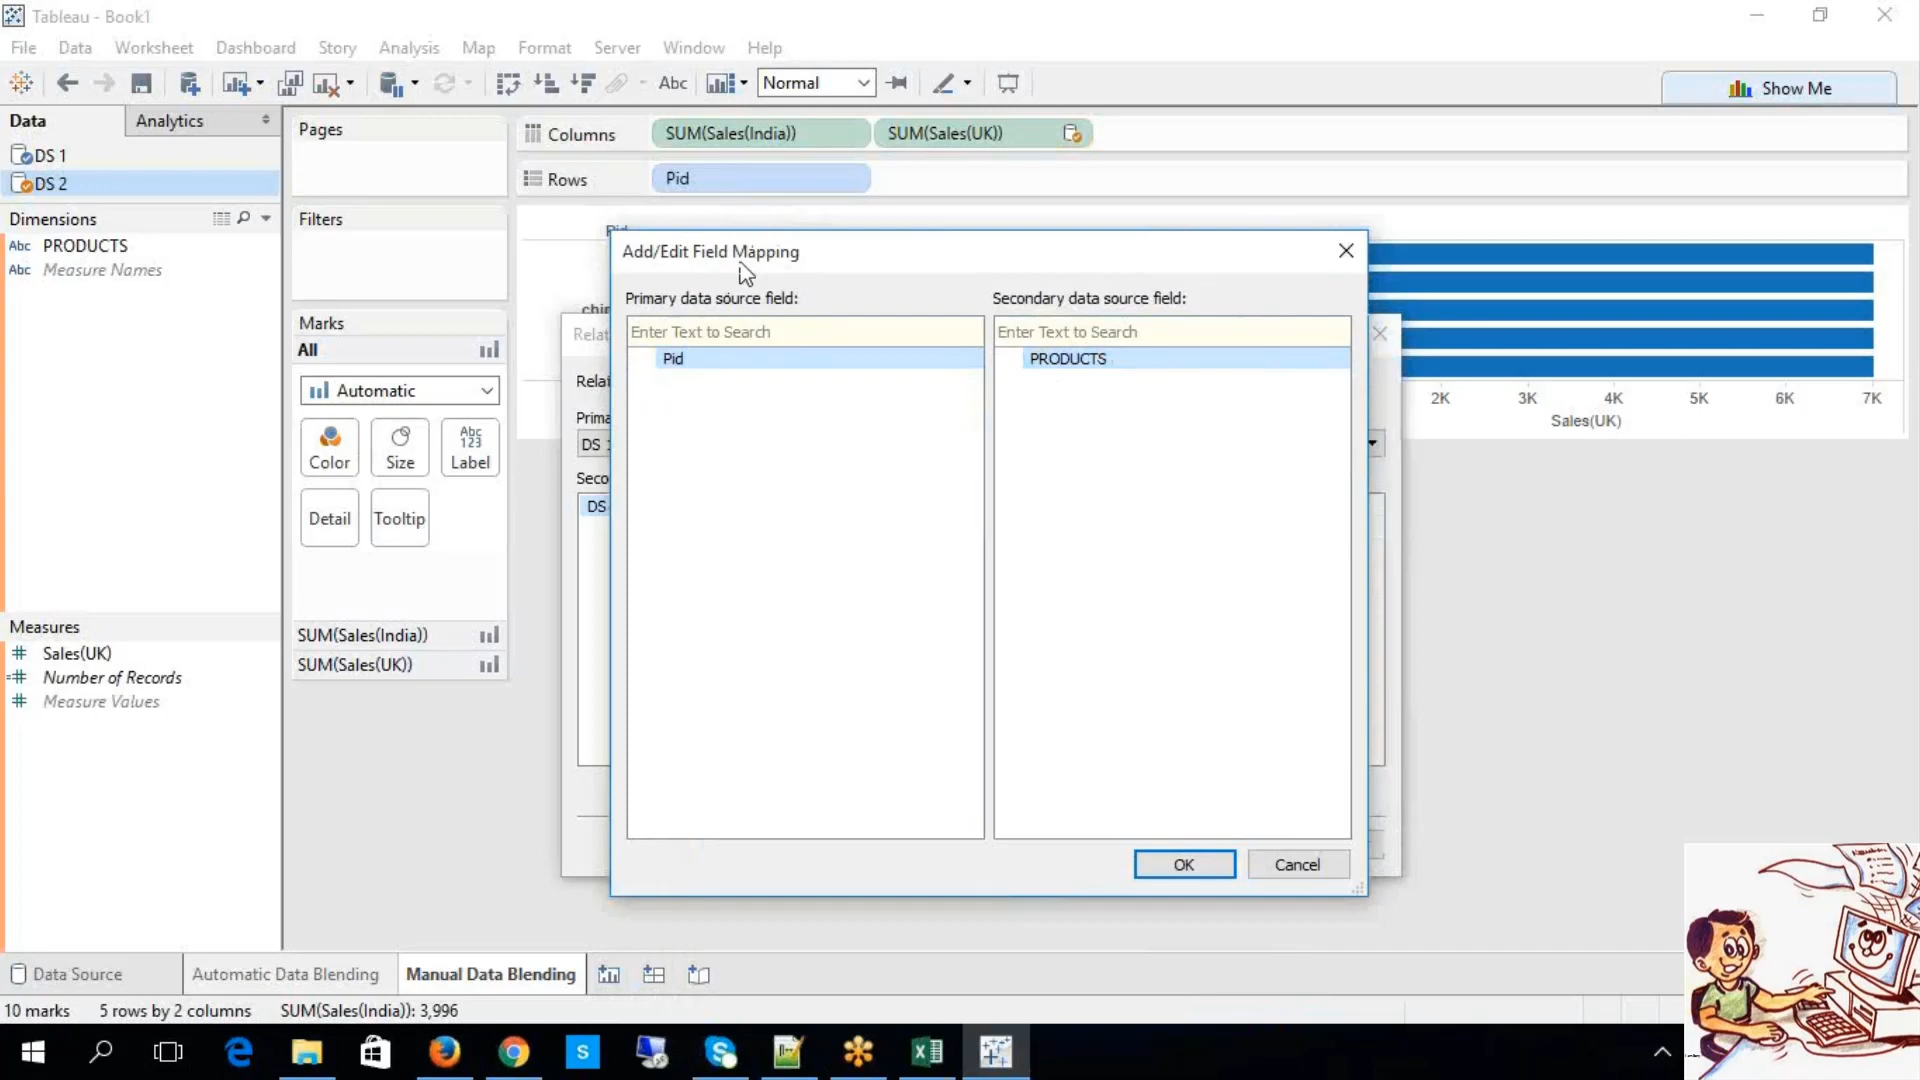 Tableau - Book1
File Data Worksheet Dashboard Story Analysis Map Format Server Window Help
Abc Normal Show Me
Data Analytics
DS 1
DS 2
Dimensions
Abc PRODUCTS
Abc Measure Names
Measures
Sales(UK)
Number of Records
Measure Values
Pages
Filters
Marks
All
Automatic
Color Size Abc 123 Label
Detail Tooltip
SUM(Sales(India))
SUM(Sales(UK))
Columns SUM(Sales(India)) SUM(Sales(UK))
Rows Pid
Add/Edit Field Mapping
Primary data source field: Secondary data source field:
Enter Text to Search Enter Text to Search
Pid PRODUCTS
OK Cancel
DS
2K 3K 4K 5K 6K 7K
Sales(UK)
Data Source Automatic Data Blending Manual Data Blending
10 marks 5 rows by 2 columns SUM(Sales(India)): 3,996